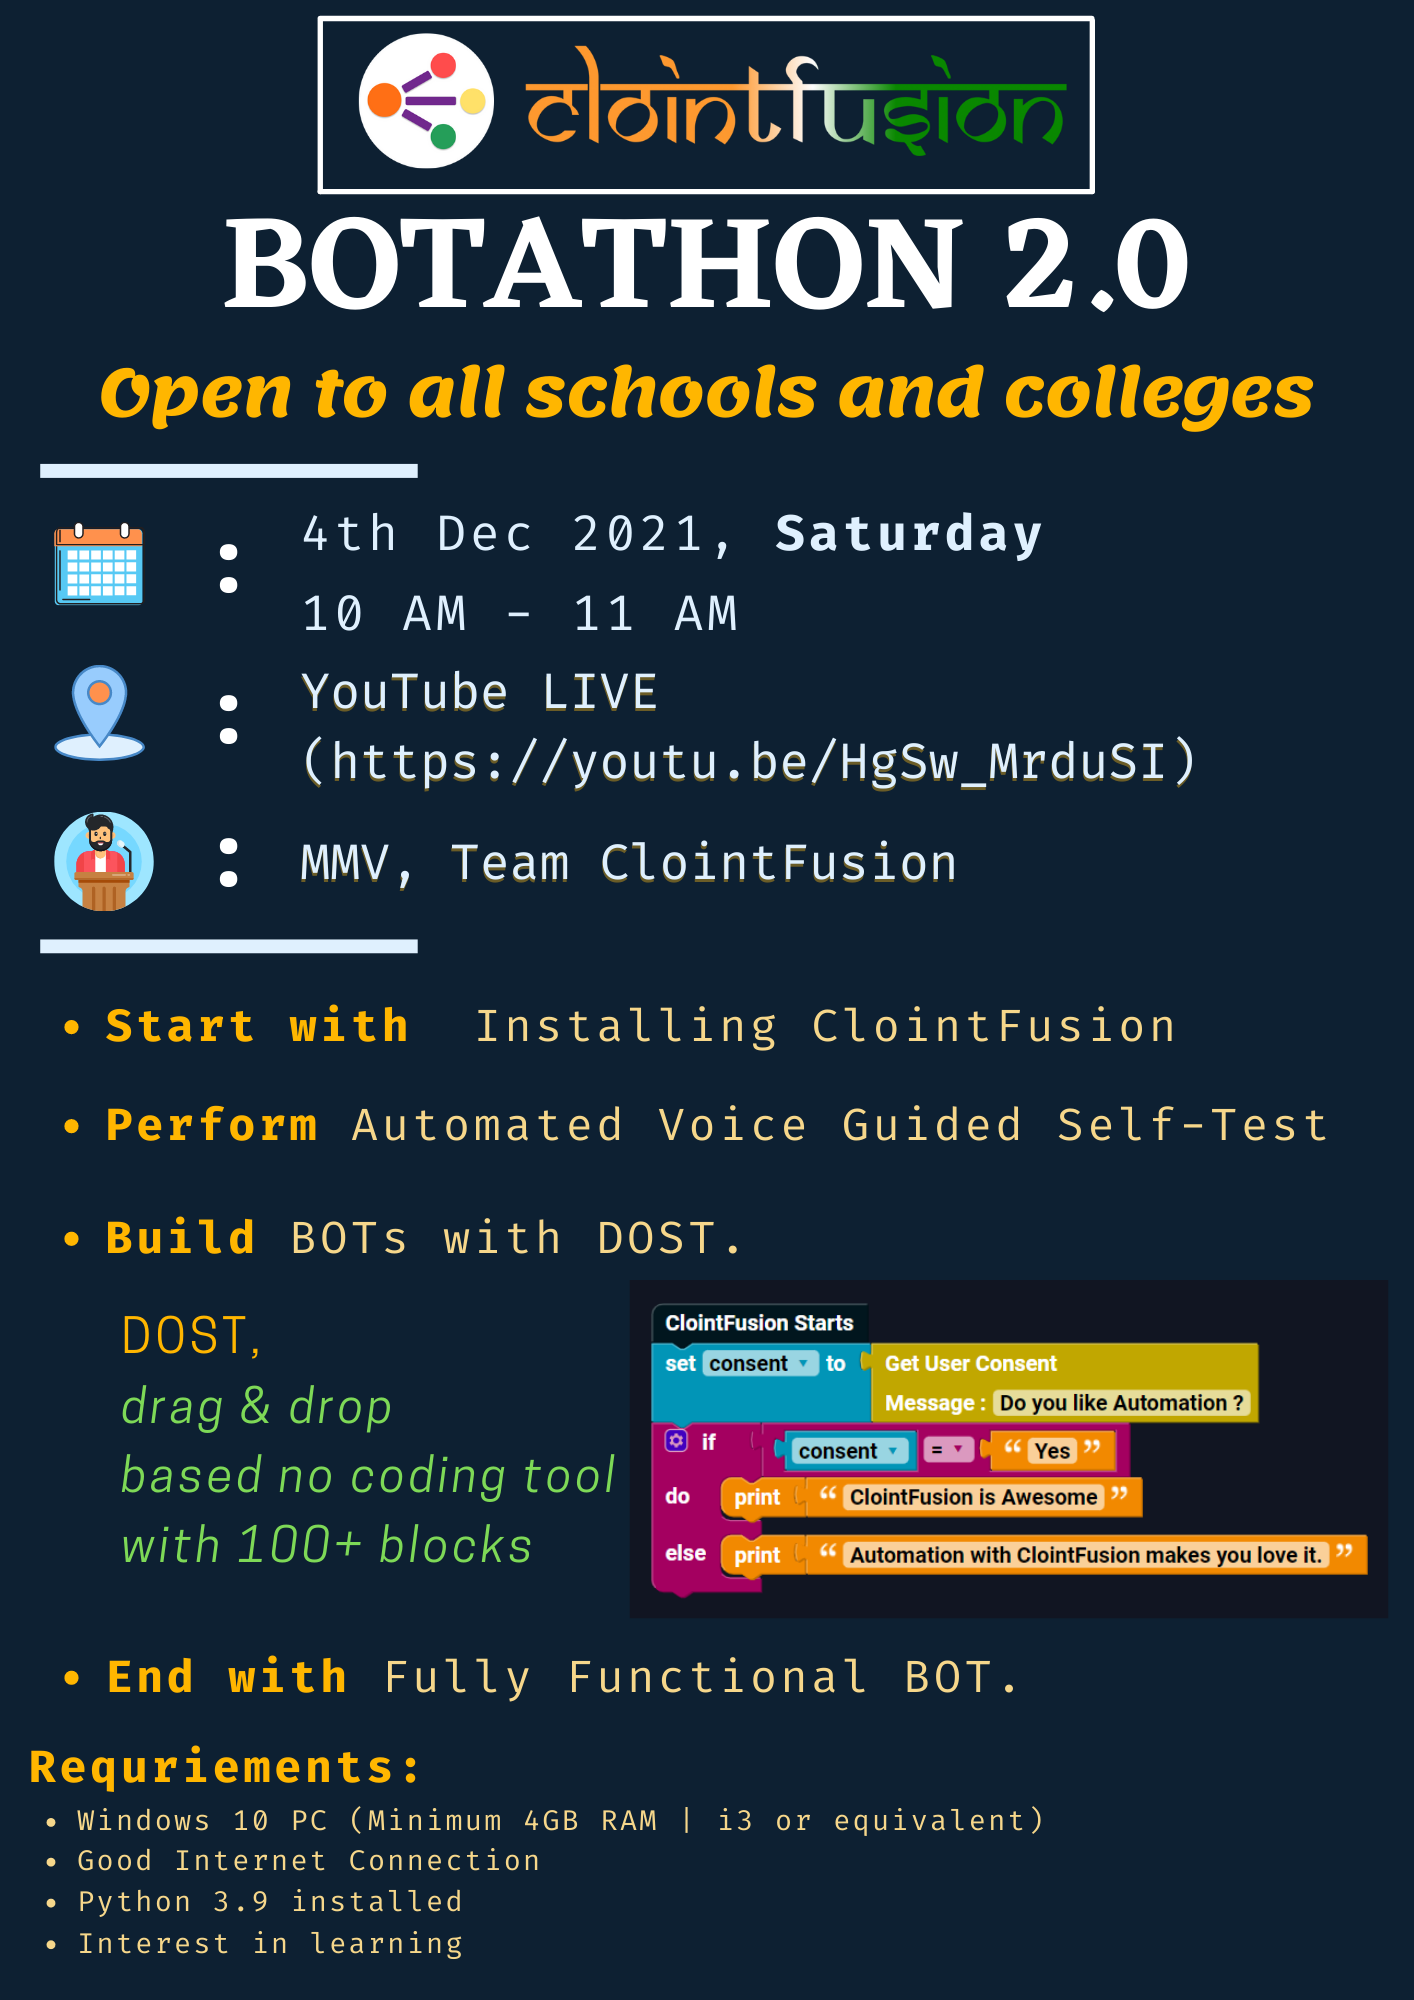 clointfusion
BOTATHON 2.0
Open to all schools and colleges
: 4th Dec 2021, Saturday
10 AM - 11 AM
: YouTube LIVE
(https://youtu.be/HgSw_MrduSI)
: MMV, Team ClointFusion
• Start with Installing ClointFusion
• Perform Automated Voice Guided Self-Test
• Build BOTs with DOST.
DOST,
drag & drop
based no coding tool
with 100+ blocks
ClointFusion Starts
set consent to Get User Consent
Message : Do you like Automation ?
if consent = “ Yes ”
do print “ ClointFusion is Awesome ”
else print “ Automation with ClointFusion makes you love it. ”
• End with Fully Functional BOT.
Requriements:
• Windows 10 PC (Minimum 4GB RAM | i3 or equivalent)
• Good Internet Connection
• Python 3.9 installed
• Interest in learning